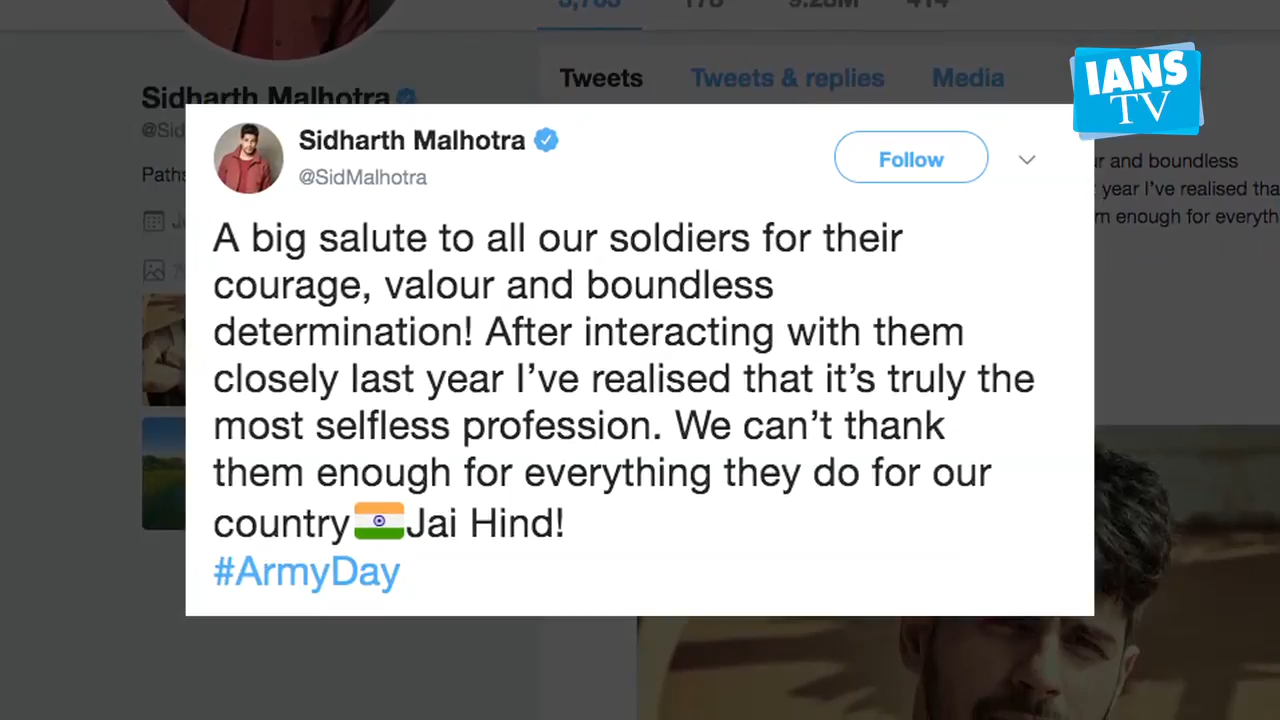 Tweets
Tweets & replies
Media
IANS
TV
Sidharth Malhotra
Sidharth Malhotra
@SidMalhotra
Follow
A big salute to all our soldiers for their
courage, valour and boundless
determination! After interacting with them
closely last year I’ve realised that it’s truly the
most selfless profession. We can’t thank
them enough for everything they do for our
country🇮🇳Jai Hind!
#ArmyDay
and boundless
year I’ve realised
enough for